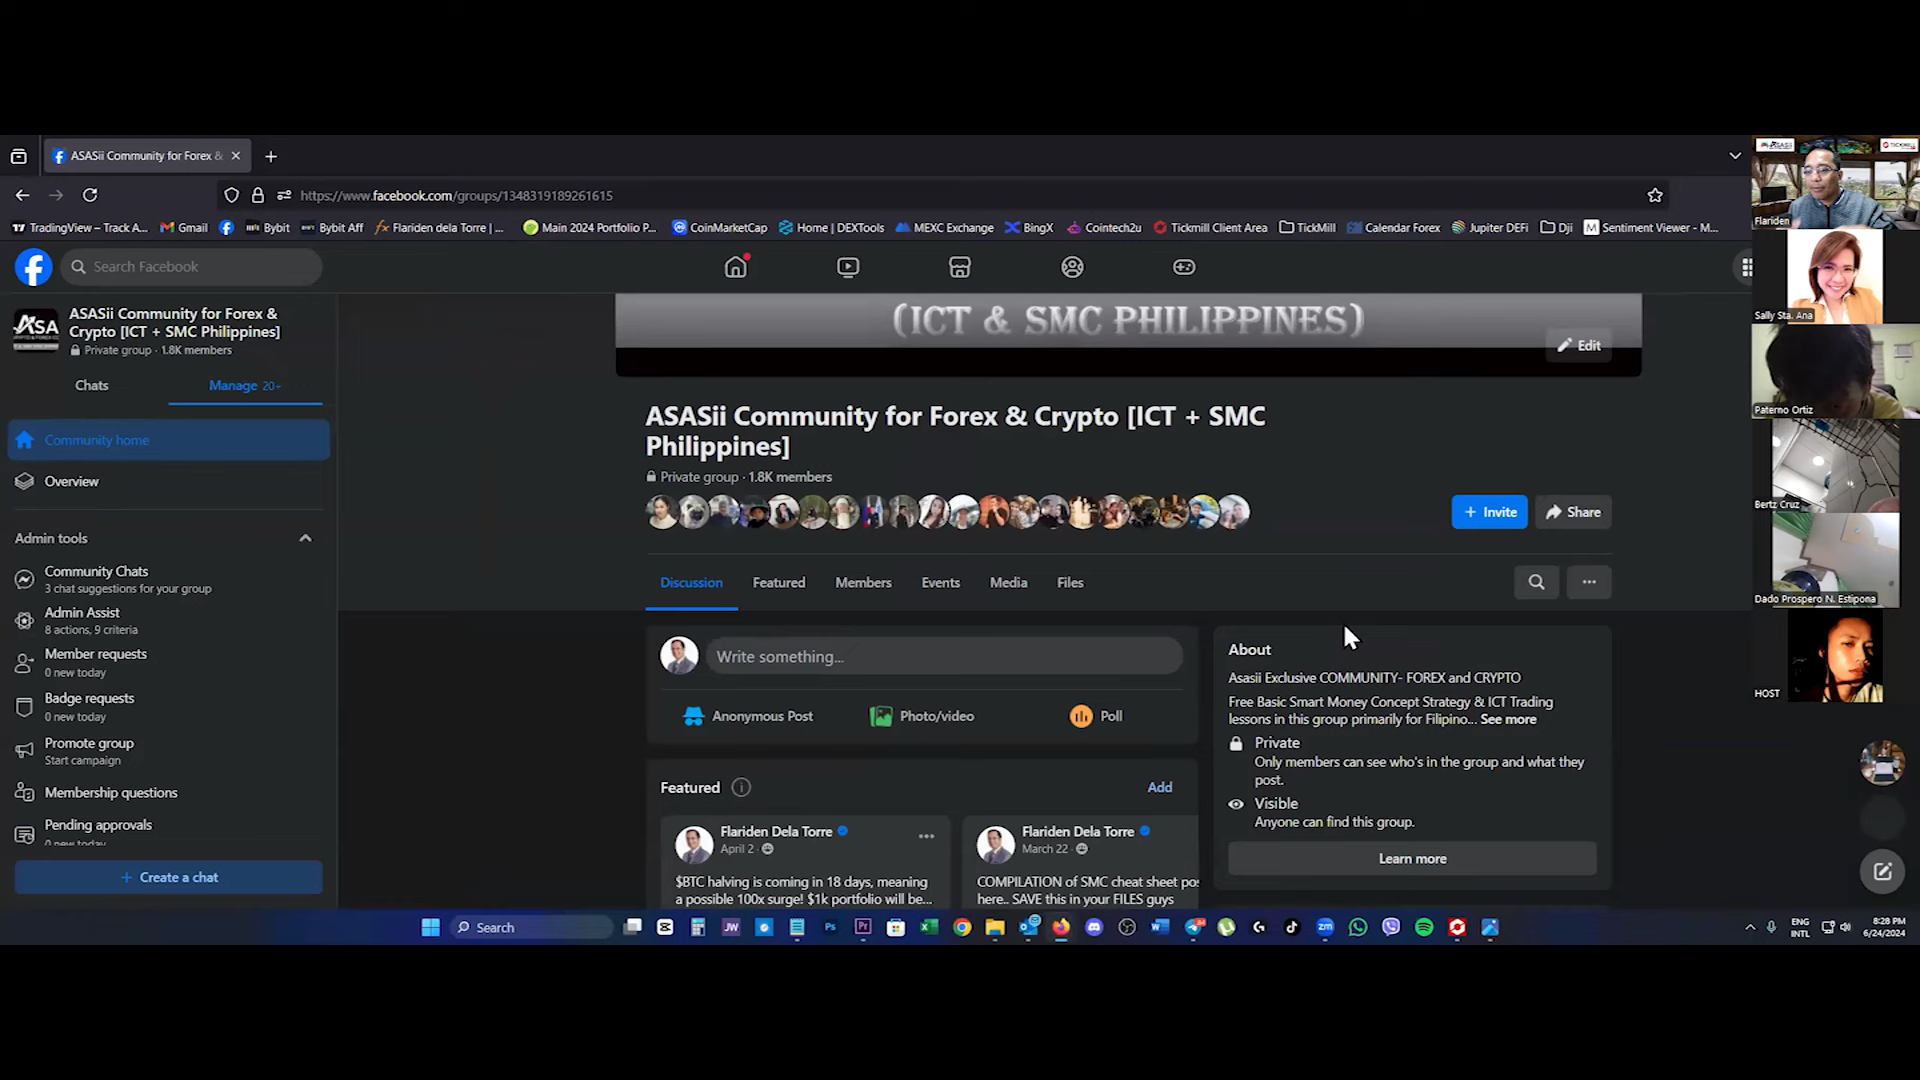 ASASii Community for Forex &
https://www.facebook.com/groups/1348319189261615
TradingView – Track A...
Gmail
Bybit
Bybit Aff
Flariden dela Torre | ...
Main 2024 Portfolio P...
CoinMarketCap
Home | DEXTools
MEXC Exchange
BingX
Cointech2u
Tickmill Client Area
TickMill
Calendar Forex
Jupiter DEFi
Dji
Sentiment Viewer - M...
Search Facebook
ASASii Community for Forex &
Crypto [ICT + SMC Philippines]
Private group · 1.8K members
Chats
Manage 20+
Community home
Overview
Admin tools
Community Chats
3 chat suggestions for your group
Admin Assist
8 actions, 9 criteria
Member requests
0 new today
Badge requests
0 new today
Promote group
Start campaign
Membership questions
Pending approvals
0 new today
+ Create a chat
(ICT & SMC PHILIPPINES)
Edit
ASASii Community for Forex & Crypto [ICT + SMC
Philippines]
Private group · 1.8K members
+ Invite
Share
Discussion
Featured
Members
Events
Media
Files
Write something...
Anonymous Post
Photo/video
Poll
Featured
Add
Flariden Dela Torre
April 2
$BTC halving is coming in 18 days, meaning
a possible 100x surge! $1k portfolio will be...
Flariden Dela Torre
March 22
COMPILATION of SMC cheat sheet pos
here.. SAVE this in your FILES guys
About
Asasii Exclusive COMMUNITY- FOREX and CRYPTO
Free Basic Smart Money Concept Strategy & ICT Trading
lessons in this group primarily for Filipino... See more
Private
Only members can see who's in the group and what they
post.
Visible
Anyone can find this group.
Learn more
TICKMILL
Flariden
Sally Sta. Ana
Paterno Ortiz
Bertz Cruz
Dado Prospero N. Estipona
HOST
Search
ENG
INTL
8:28 PM
6/24/2024